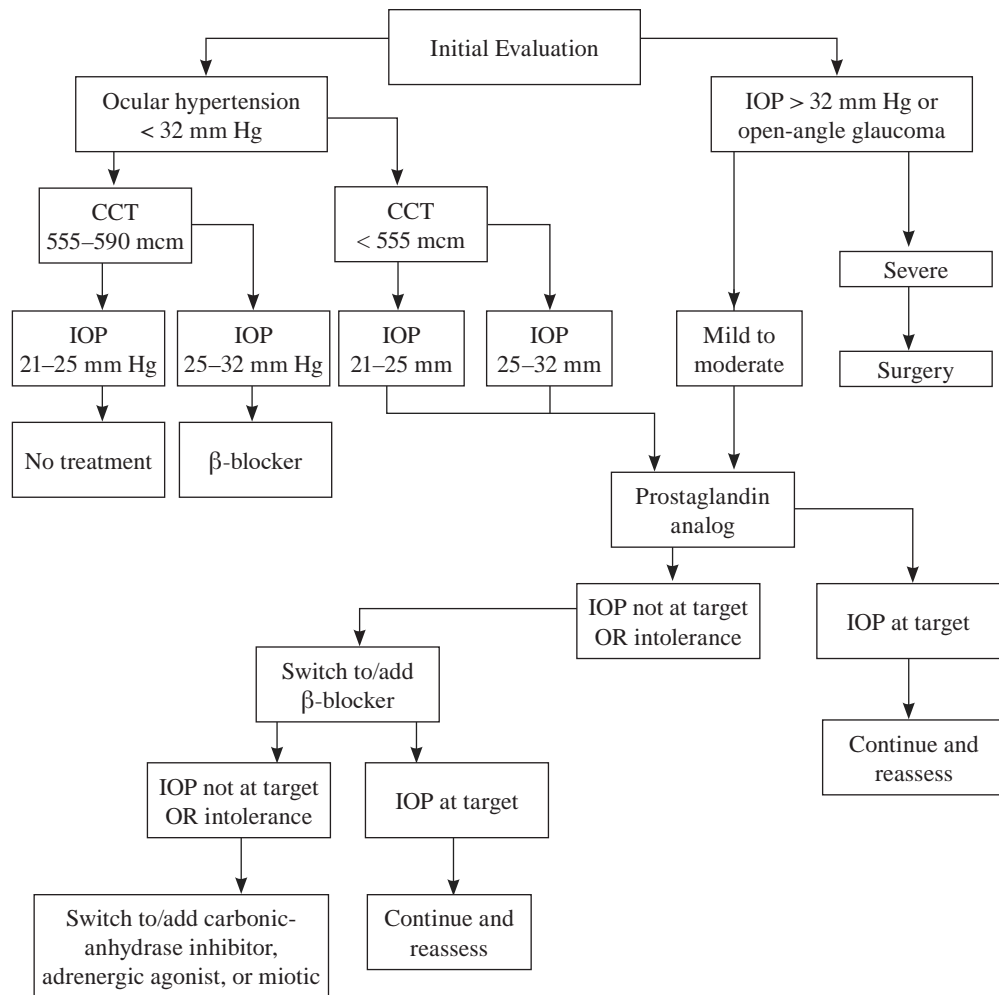 Initial Evaluation
Ocular hypertension
< 32 mm Hg
IOP > 32 mm Hg or
open-angle glaucoma
CCT
555–590 mcm
CCT
< 555 mcm
Severe
IOP
21–25 mm Hg
IOP
25–32 mm Hg
IOP
21–25 mm
IOP
25–32 mm
Mild to
moderate
Surgery
No treatment
β-blocker
Prostaglandin
analog
IOP not at target
OR intolerance
IOP at target
Switch to/add
β-blocker
Continue and
reassess
IOP not at target
OR intolerance
IOP at target
Switch to/add carbonic-
anhydrase inhibitor,
adrenergic agonist, or miotic
Continue and
reassess